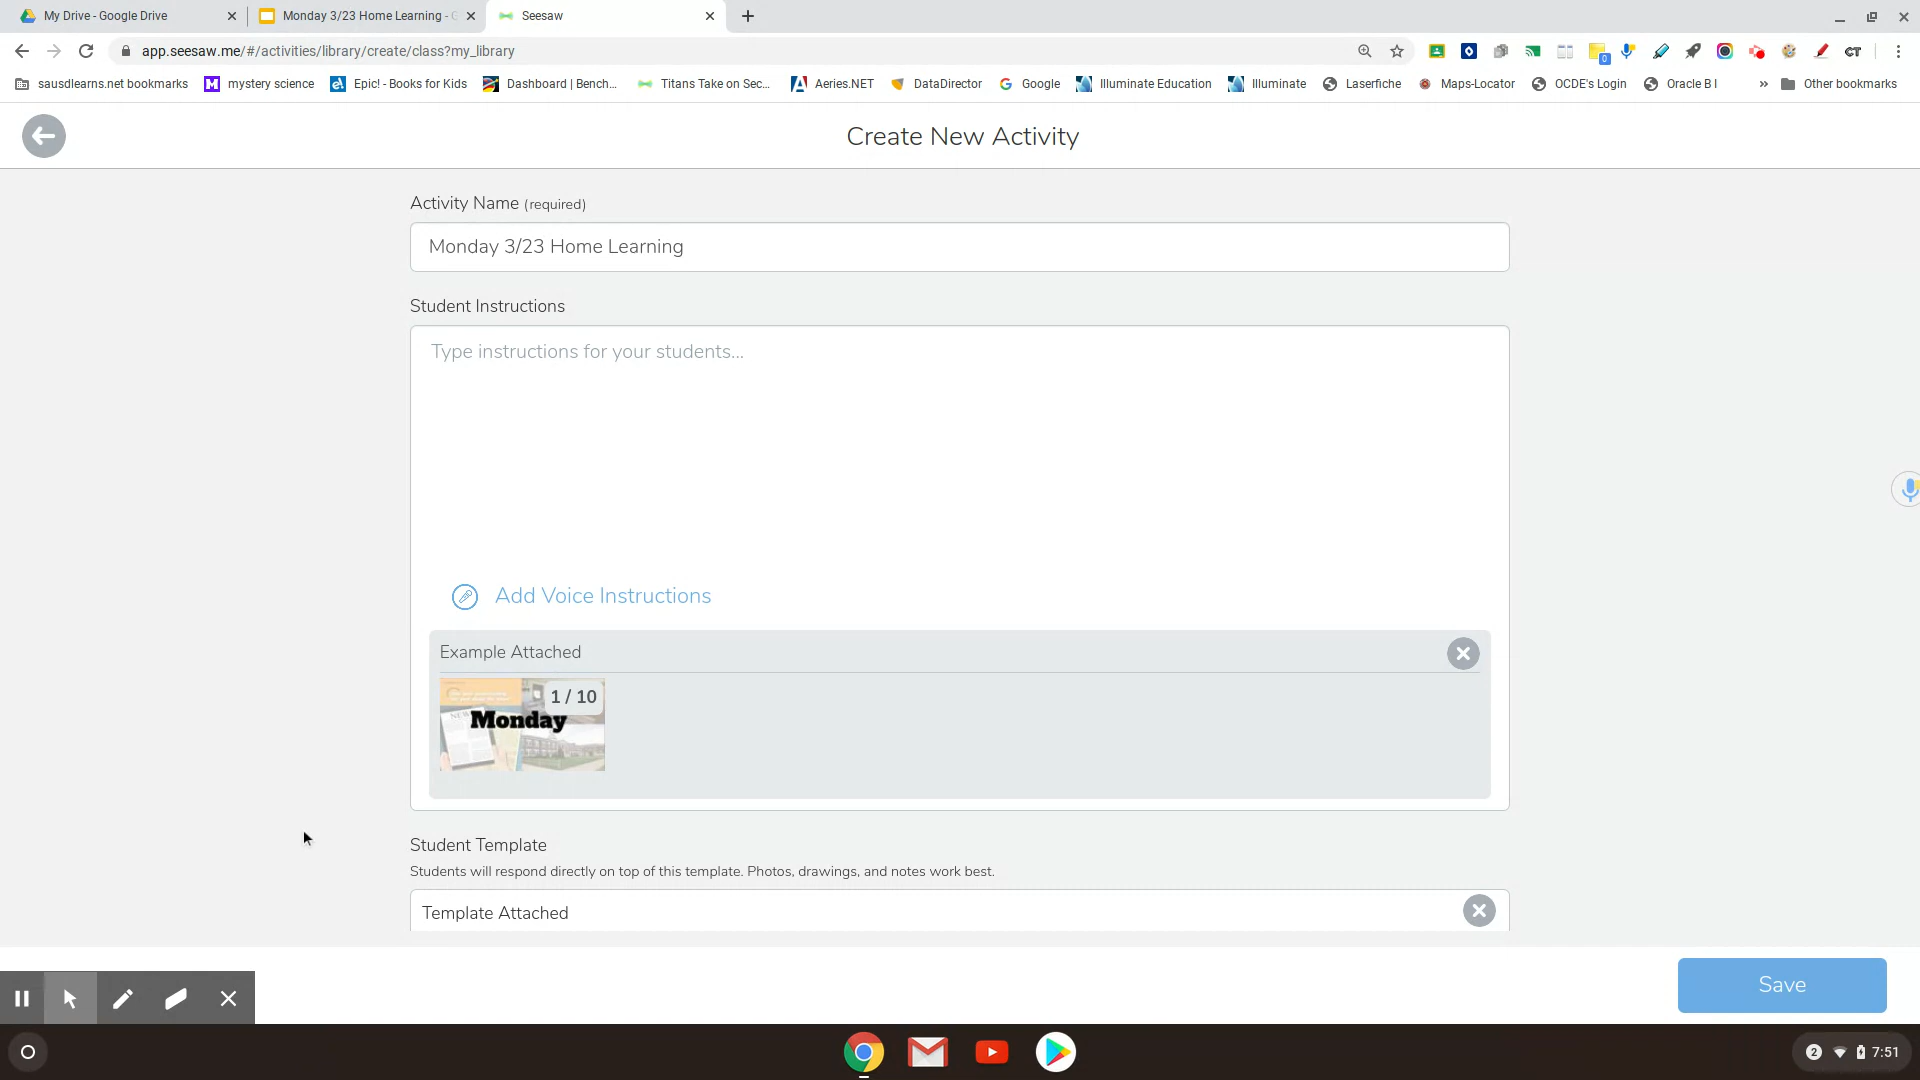 My Drive - Google Drive
Monday 3/23 Home Learning - G
Seesaw
app.seesaw.me/#/activities/library/create/class?my_library
0
CT
sausdlearns.net bookmarks
mystery science
Epic! - Books for Kids
Dashboard | Bench...
Titans Take on Sec...
Aeries.NET
DataDirector
Google
Illuminate Education
Illuminate
Laserfiche
Maps-Locator
OCDE's Login
Oracle B I
»
Other bookmarks
Create New Activity
Activity Name (required)
Monday 3/23 Home Learning
Student Instructions
Type instructions for your students...
Add Voice Instructions
Example Attached
1 / 10
Monday
Student Template
Students will respond directly on top of this template. Photos, drawings, and notes work best.
Template Attached
Save
2
7:51